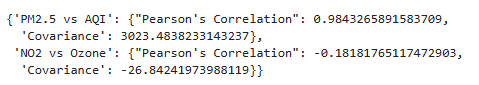 {'PM2.5 vs AQI': {"Pearson's Correlation": 0.9843265891583709,
'Covariance': 3023.4838233143237},
'NO2 vs Ozone': {"Pearson's Correlation": -0.18181765117472903,
'Covariance': -26.84241973988119}}